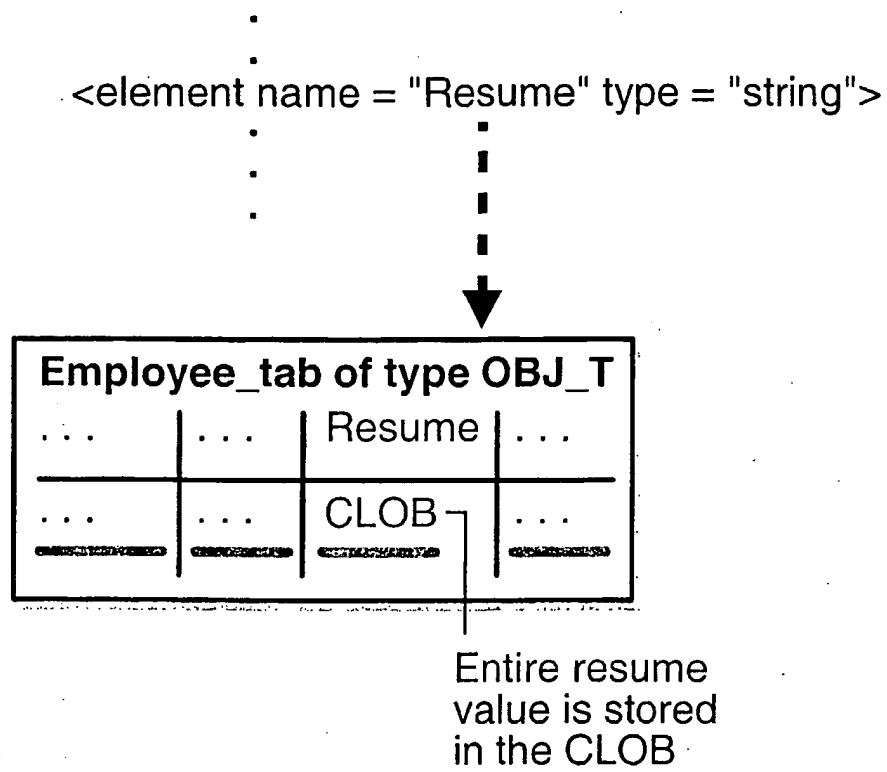 <element name = "Resume" type = "string">
Employee_tab of type OBJ_T
. . . . . . Resume . . .
. . . . . . CLOB . . .
Entire resume
value is stored
in the CLOB